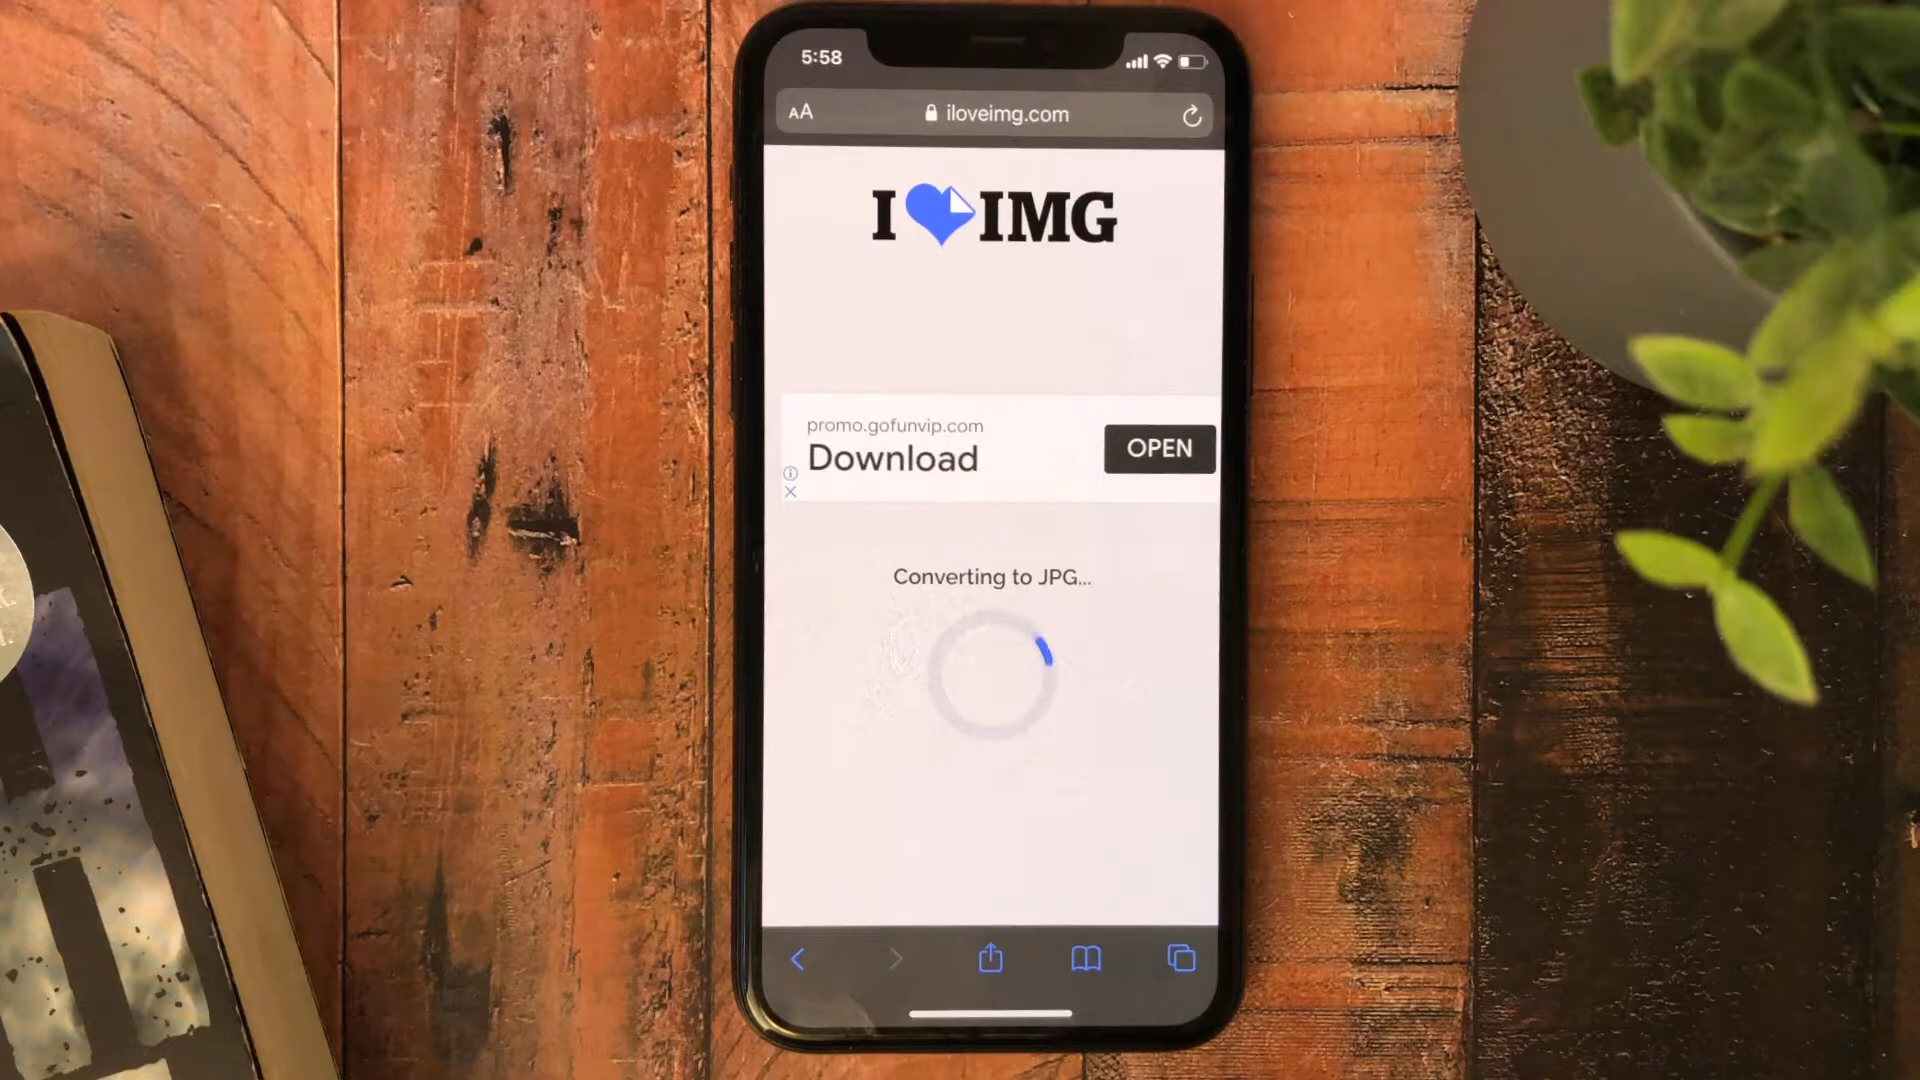 5:58
AA iloveimg.com
I IMG
promo.gofunvip.com
Download
OPEN
Converting to JPG...